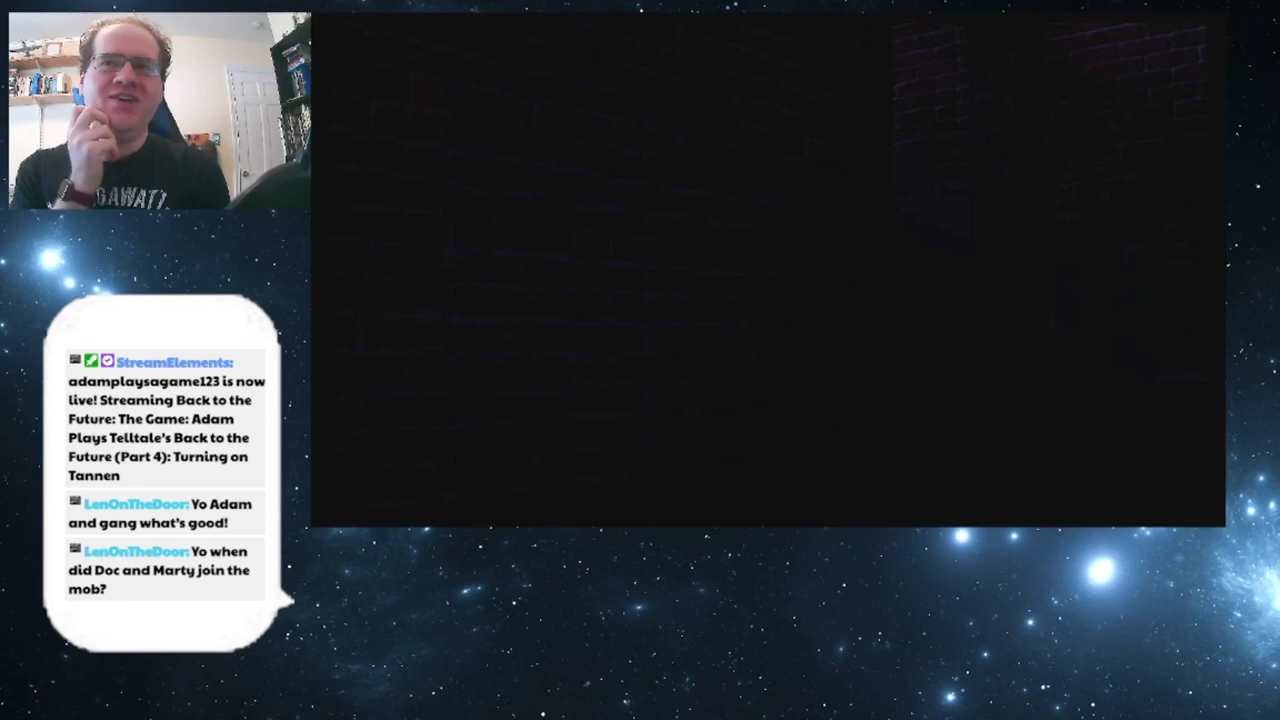 GAWATT
StreamElements:
adamplaysagame123 is now
live! Streaming Back to the
Future: The Game: Adam
Plays Telltale's Back to the
Future (Part 4): Turning on
Tannen
LenOnTheDoor: Yo Adam
and gang what's good!
LenOnTheDoor: Yo when
did Doc and Marty join the
mob?